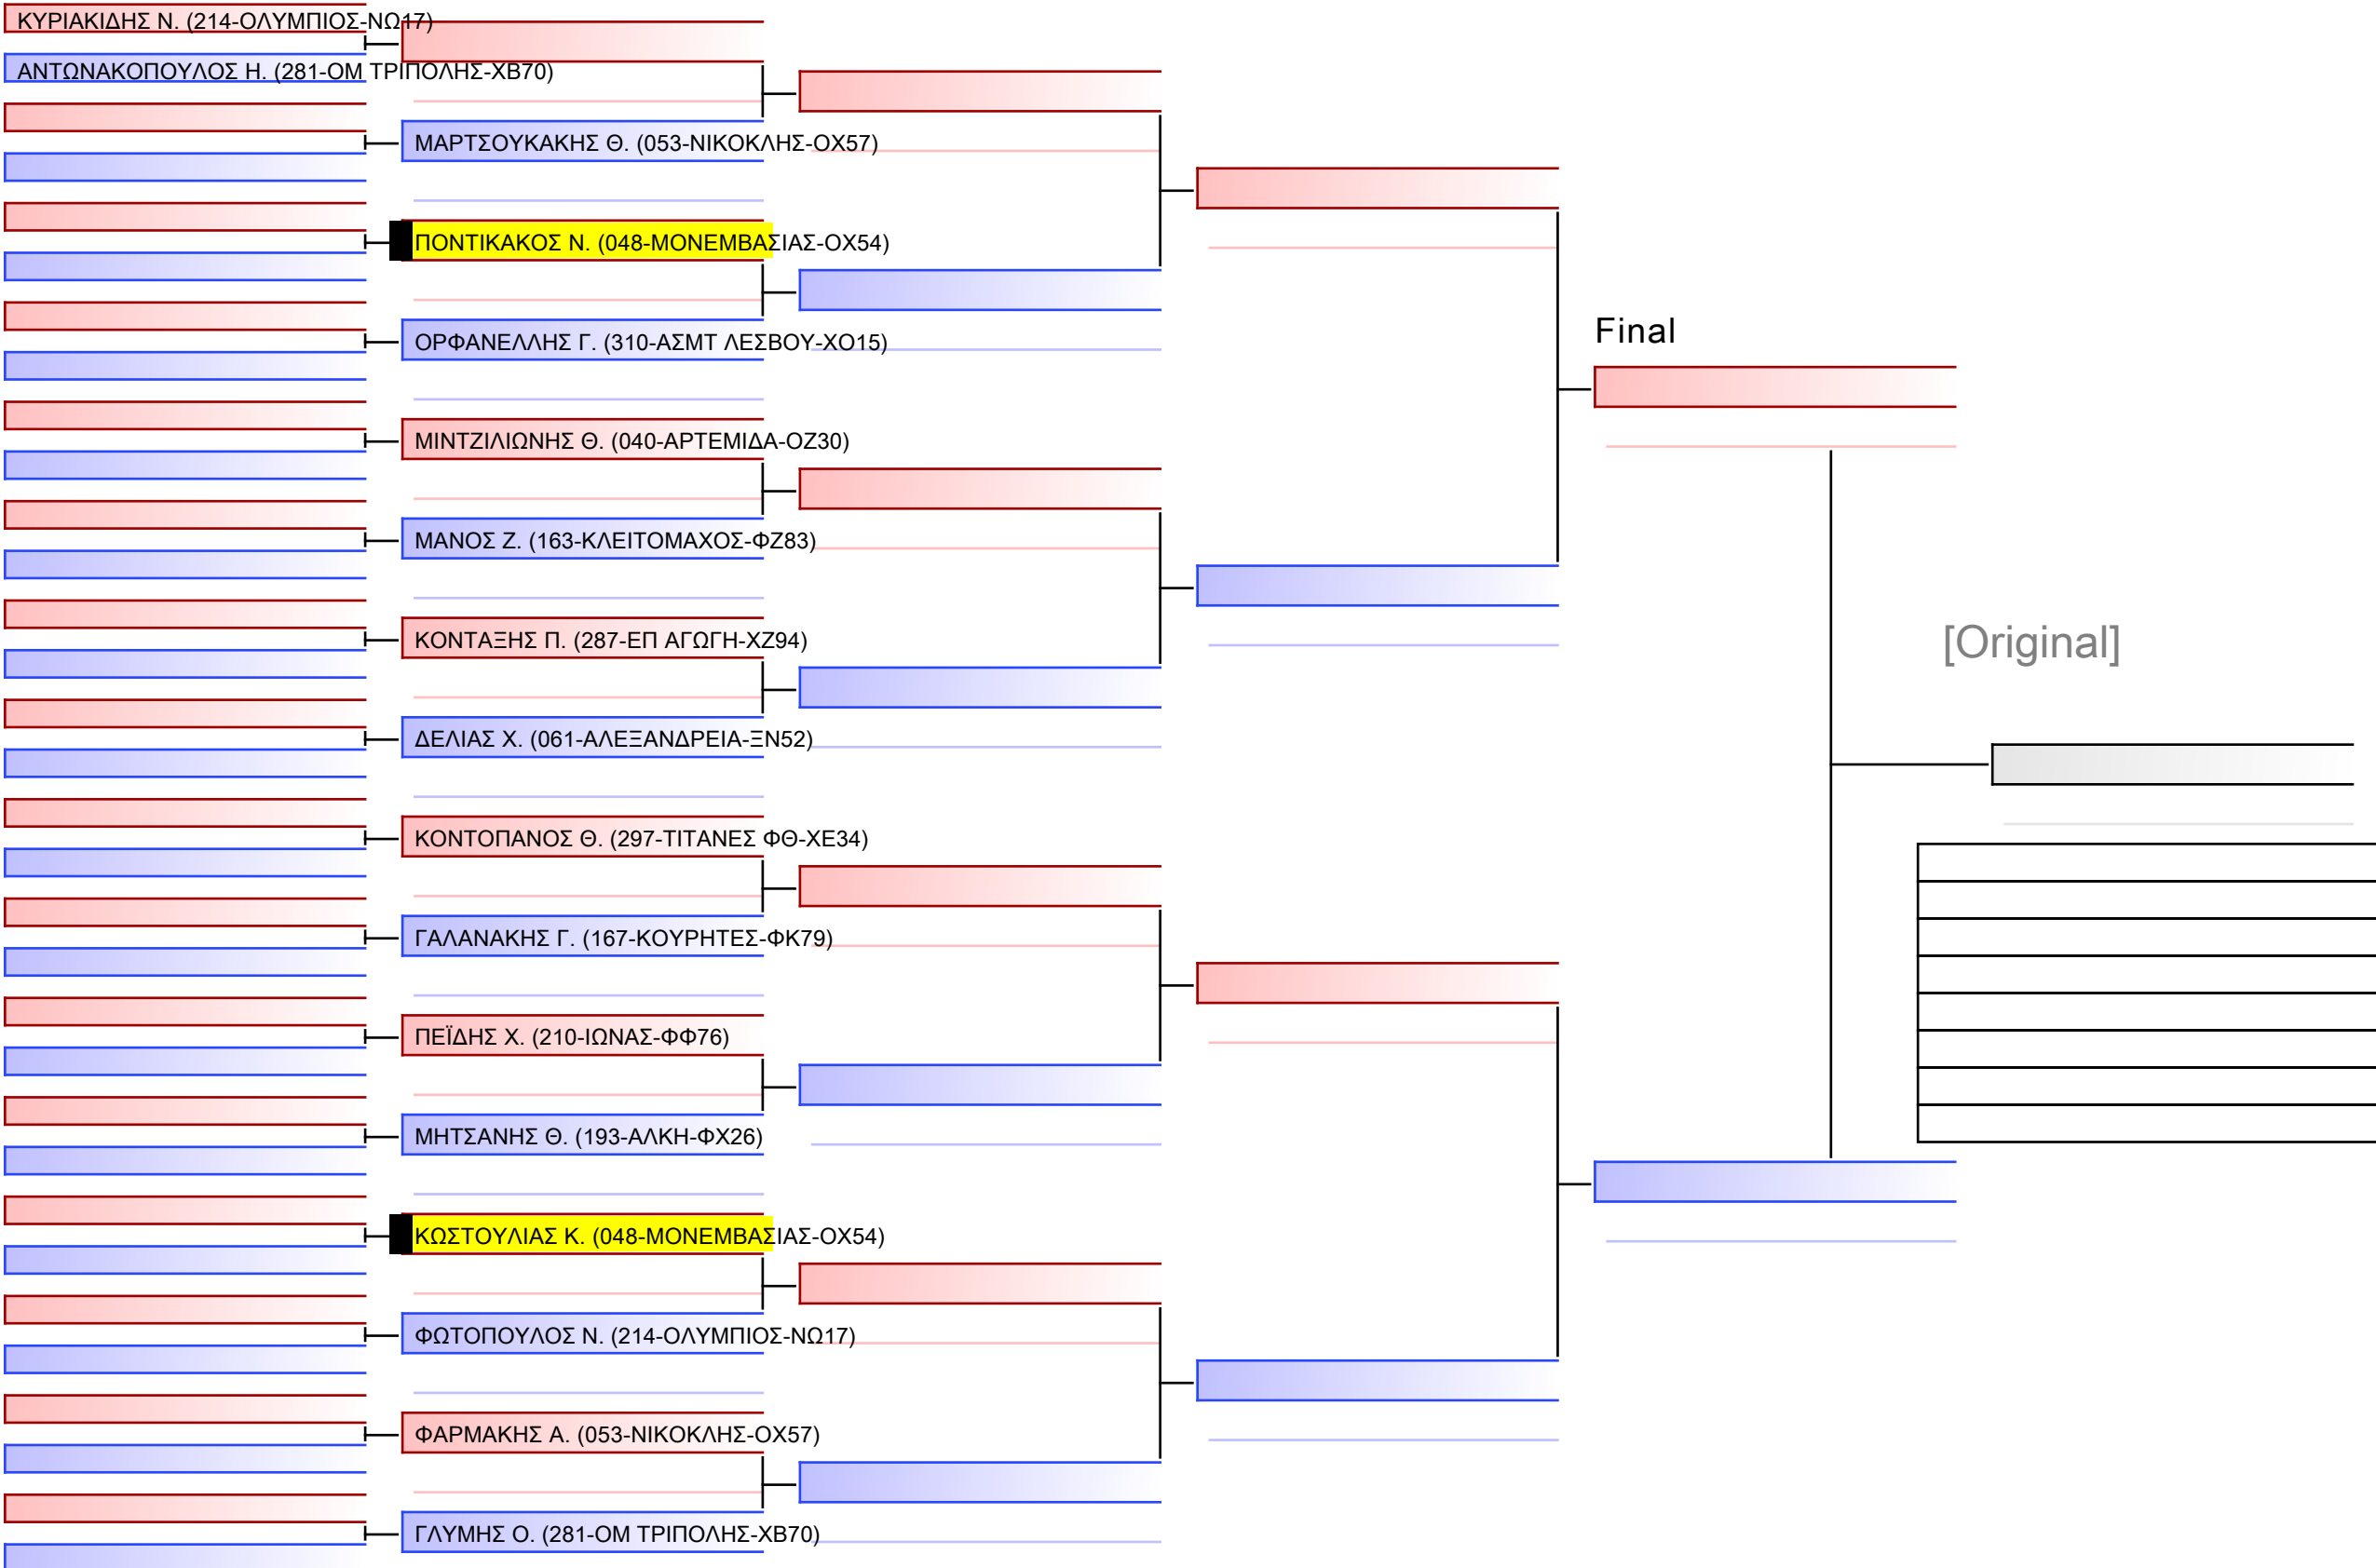 ΚΥΡΙΑΚΙΔΗΣ Ν. (214-ΟΛΥΜΠΙΟΣ-ΝΩ17)
ΑΝΤΩΝΑΚΟΠΟΥΛΟΣ Η. (281-ΟΜ ΤΡΙΠΟΛΗΣ-ΧΒ70)
ΜΑΡΤΣΟΥΚΑΚΗΣ Θ. (053-ΝΙΚΟΚΛΗΣ-ΟΧ57)
ΠΟΝΤΙΚΑΚΟΣ Ν. (048-ΜΟΝΕΜΒΑΣΙΑΣ-ΟΧ54)
ΟΡΦΑΝΕΛΛΗΣ Γ. (310-ΑΣΜΤ ΛΕΣΒΟΥ-ΧΟ15)
Final
ΜΙΝΤΖΙΛΙΩΝΗΣ Θ. (040-ΑΡΤΕΜΙΔΑ-ΟΖ30)
ΜΑΝΟΣ Ζ. (163-ΚΛΕΙΤΟΜΑΧΟΣ-ΦΖ83)
ΚΟΝΤΑΞΗΣ Π. (287-ΕΠ ΑΓΩΓΗ-ΧΖ94)
[Original]
ΔΕΛΙΑΣ Χ. (061-ΑΛΕΞΑΝΔΡΕΙΑ-ΞΝ52)
ΚΟΝΤΟΠΑΝΟΣ Θ. (297-ΤΙΤΑΝΕΣ ΦΘ-ΧΕ34)
ΓΑΛΑΝΑΚΗΣ Γ. (167-ΚΟΥΡΗΤΕΣ-ΦΚ79)
ΠΕΪΔΗΣ Χ. (210-ΙΩΝΑΣ-ΦΦ76)
ΜΗΤΣΑΝΗΣ Θ. (193-ΑΛΚΗ-ΦΧ26)
ΚΩΣΤΟΥΛΙΑΣ Κ. (048-ΜΟΝΕΜΒΑΣΙΑΣ-ΟΧ54)
ΦΩΤΟΠΟΥΛΟΣ Ν. (214-ΟΛΥΜΠΙΟΣ-ΝΩ17)
ΦΑΡΜΑΚΗΣ Α. (053-ΝΙΚΟΚΛΗΣ-ΟΧ57)
ΓΛΥΜΗΣ Ο. (281-ΟΜ ΤΡΙΠΟΛΗΣ-ΧΒ70)